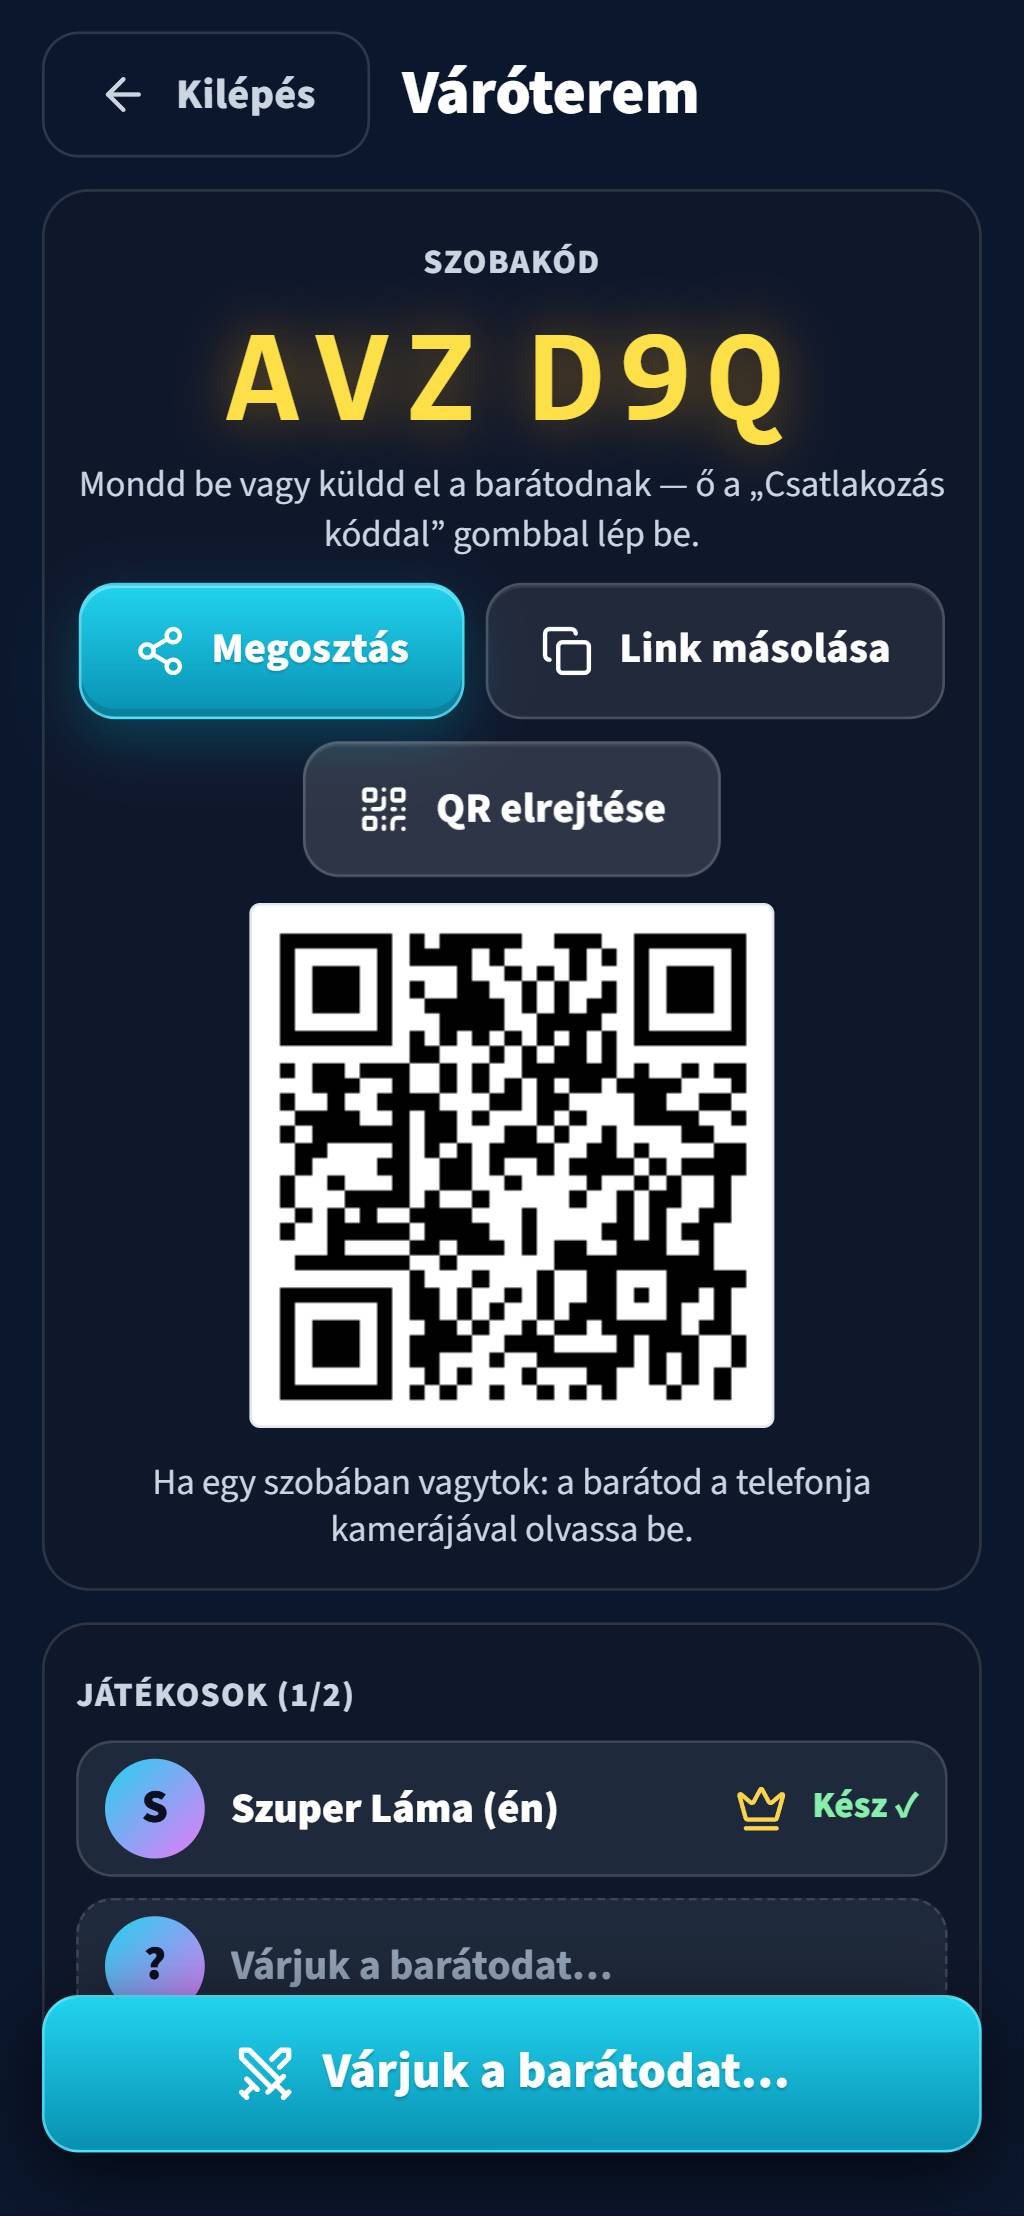 Kilépés
Váróterem
SZOBAKÓD
AVZ D9Q
Mondd be vagy küldd el a barátodnak — ő a „Csatlakozás
kóddal” gombbal lép be.
Megosztás
Link másolása
QR elrejtése
Ha egy szobában vagytok: a barátod a telefonja
kamerájával olvassa be.
JÁTÉKOSOK (1/2)
S
Szuper Láma (én)
Kész ✓
?
Várjuk a barátodat...
Várjuk a barátodat...